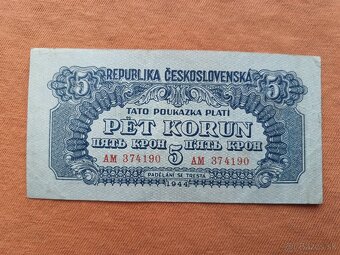 REPUBLIKA ČESKOSLOVENSKÁ
5 5
TATO POUKÁZKA PLATÍ
PĚT KORUN
ПЯТЬ КРОН 5 ПЯТЬ КРОН
AM 374190 AM 374190
PADĚLÁNÍ SE TRESTÁ
1944